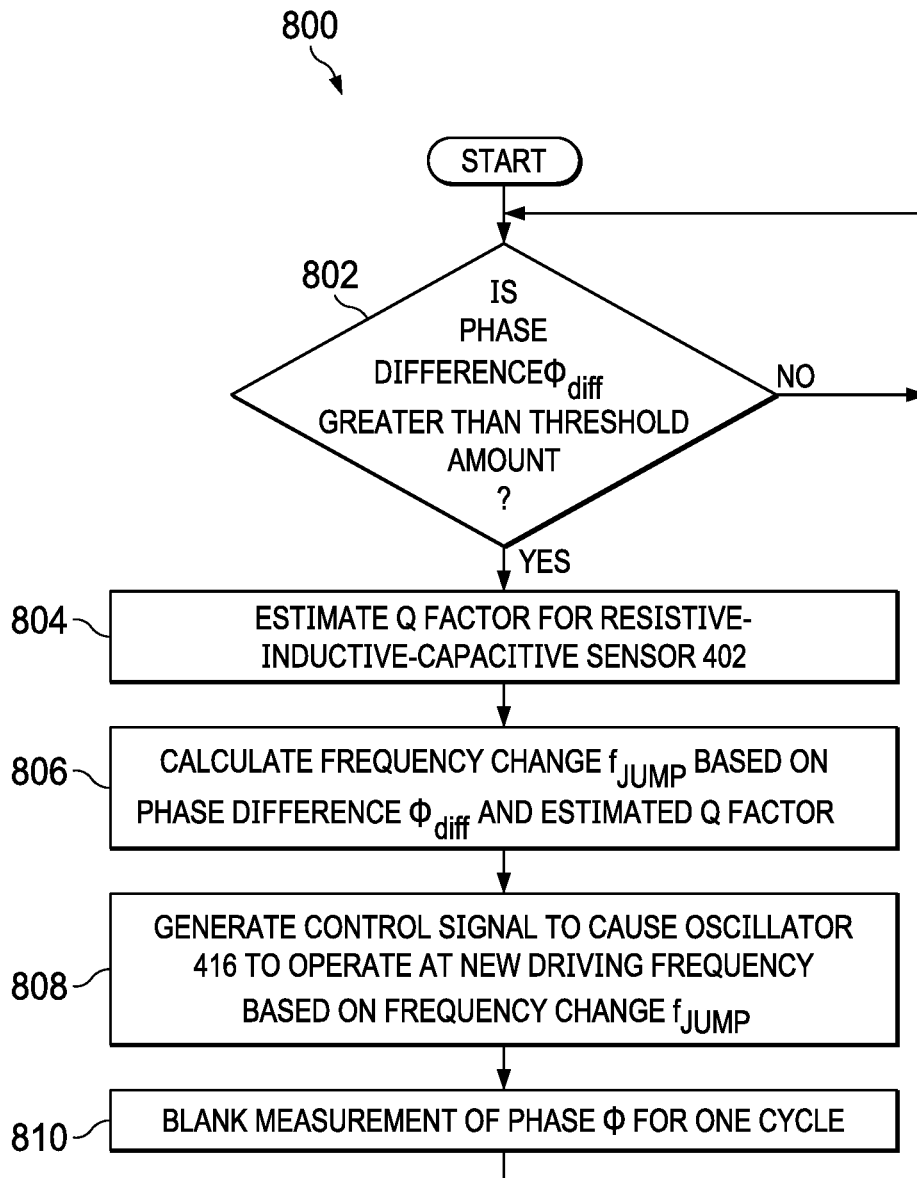 800
START
802
IS
PHASE
DIFFERENCEΦdiff
GREATER THAN THRESHOLD
AMOUNT
?
NO
YES
804
ESTIMATE Q FACTOR FOR RESISTIVE-
INDUCTIVE-CAPACITIVE SENSOR 402
806
CALCULATE FREQUENCY CHANGE fJUMP BASED ON
PHASE DIFFERENCE Φdiff AND ESTIMATED Q FACTOR
808
GENERATE CONTROL SIGNAL TO CAUSE OSCILLATOR
416 TO OPERATE AT NEW DRIVING FREQUENCY
BASED ON FREQUENCY CHANGE fJUMP
810
BLANK MEASUREMENT OF PHASE Φ FOR ONE CYCLE